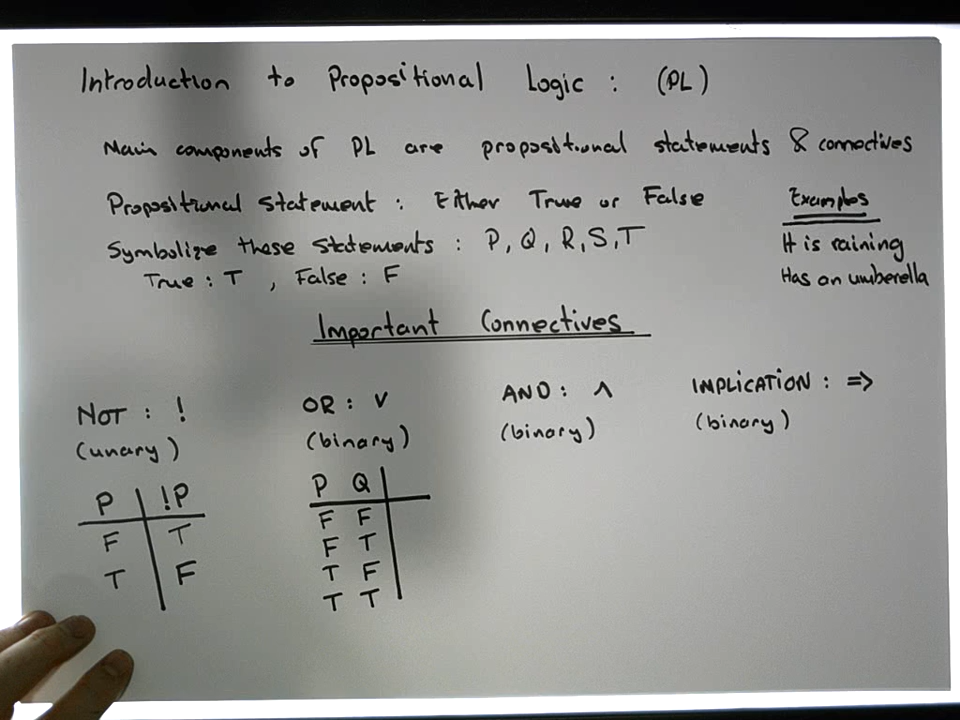 Introduction to Propositional Logic : (PL)
Main components of PL are propositional statements & connectives
Propositional Statement : Either True or False
Symbolize these statements : P, Q, R, S, T
True : T , False : F
Examples
It is raining
Has an umberella
Important Connectives
NOT : !
(unary)
P !P
F T
T F
OR : ∨
(binary)
P Q
F F
F T
T F
T T
AND : ∧
(binary)
IMPLICATION : =>
(binary)